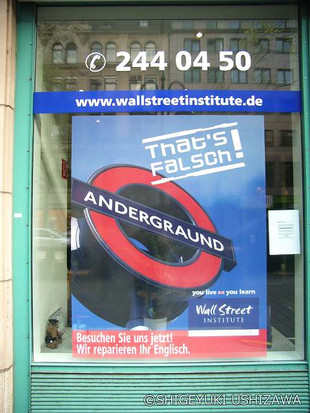 244 04 50
www.wallstreetinstitute.de
That's
falsch!
ANDERGRAUND
you live as you learn
Wall Street
INSTITUTE
Besuchen Sie uns jetzt!
Wir reparieren Ihr Englisch.
©SHIGEYUKI USHIZAWA